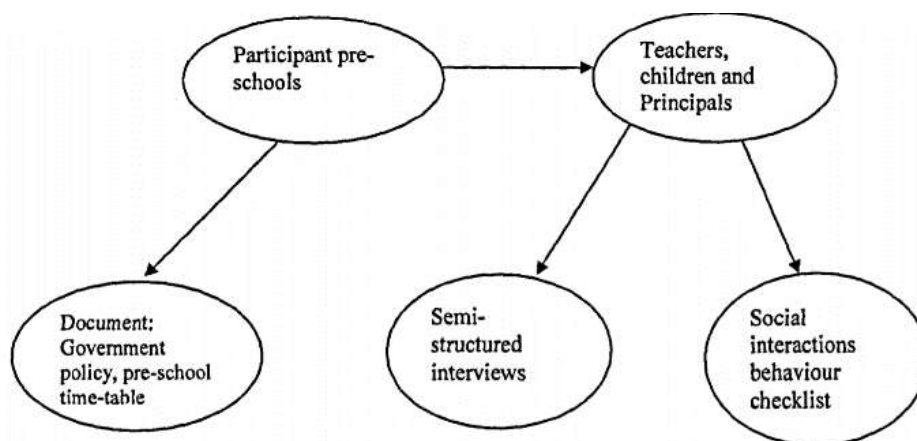 Participant pre-
schools
Teachers,
children and
Principals
Document:
Government
policy, pre-school
time-table
Semi-
structured
interviews
Social
interactions
behaviour
checklist